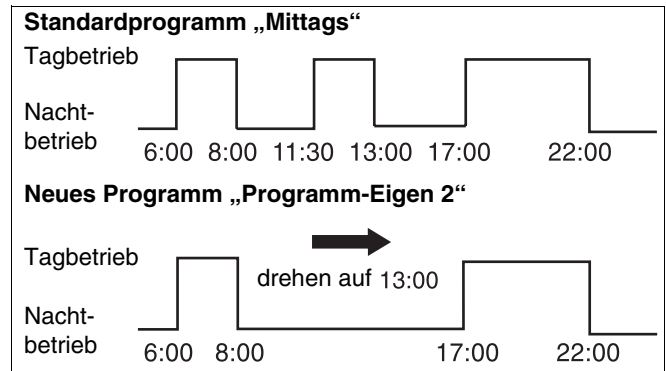 Standardprogramm „Mittags“
Tagbetrieb
Nacht-
betrieb
6:00 8:00 11:30 13:00 17:00 22:00
Neues Programm „Programm-Eigen 2“
Tagbetrieb
drehen auf 13:00
Nacht-
betrieb
6:00 8:00 17:00 22:00